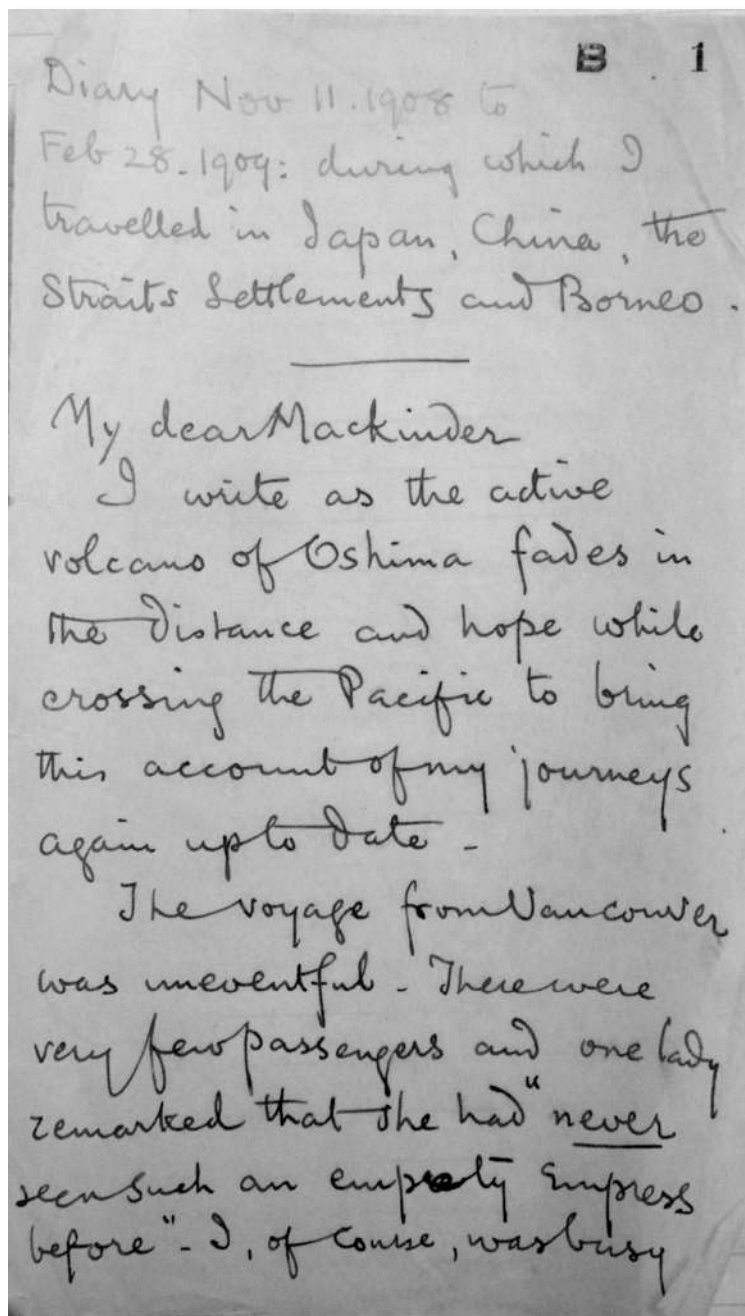 B . 1
Diary Nov 11.1908 to
Feb 28.1909: during which I
travelled in Japan, China, the
Straits Settlements and Borneo.
My dear Mackinder
I write as the active
volcano of Oshima fades in
the distance and hope while
crossing the Pacific to bring
this account of my journeys
again up to date -
The voyage from Vancouver
was uneventful - There were
very few passengers and one lady
remarked that she had "never
seen such an empty Empress
before" - I, of course, was busy